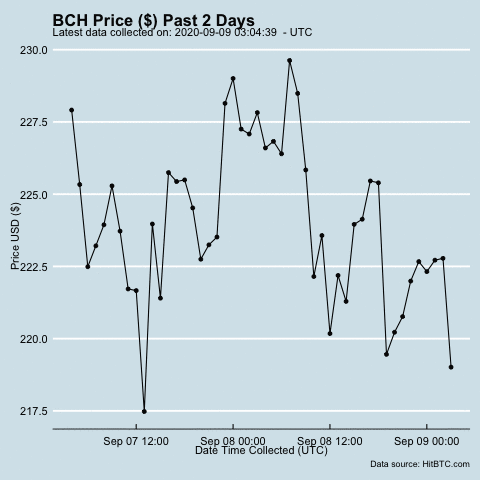 BCH Price ($) Past 2 Days
Latest data collected on: 2020-09-09 03:04:39  - UTC
230.0
227.5
225.0
222.5
220.0
217.5
Price USD ($)
Sep 07 12:00
Sep 08 00:00
Sep 08 12:00
Sep 09 00:00
Date Time Collected (UTC)
Data source: HitBTC.com